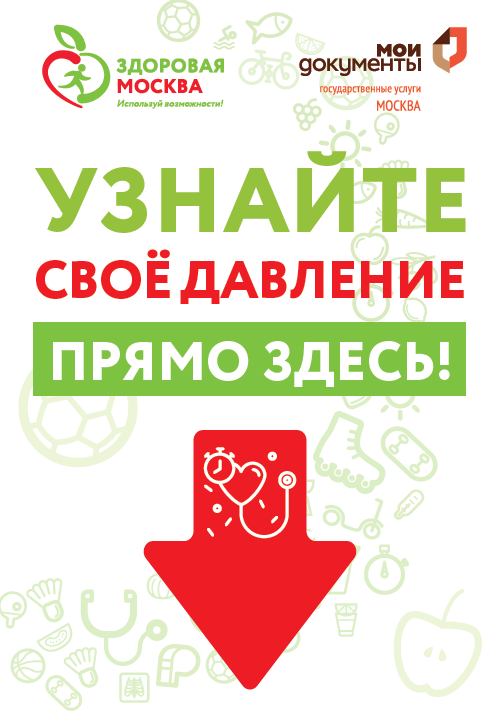 ЗДОРОВАЯ
МОСКВА
Используй возможности!
мои
документы
государственные услуги
МОСКВА
УЗНАЙТЕ
СВОЁ ДАВЛЕНИЕ
ПРЯМО ЗДЕСЬ!